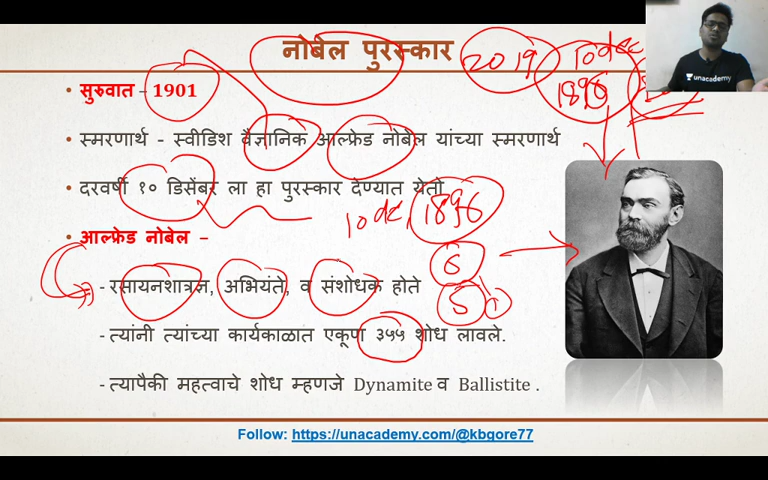 नोबेल पुरस्कार
2019
10 dec
1896
unacademy
• सुरुवात - 1901
• स्मरणार्थ - स्वीडिश वैज्ञानिक आल्फ्रेड नोबेल यांच्या स्मरणार्थ
• दरवर्षी १० डिसेंबर ला हा पुरस्कार देण्यात येतो
10 dec, 1896
• आल्फ्रेड नोबेल –
- रसायनशात्रज्ञ, अभियंते, व संशोधक होते
- त्यांनी त्यांच्या कार्यकाळात एकूण ३५५ शोध लावले.
- त्यापैकी महत्वाचे शोध म्हणजे Dynamite व Ballistite .
Follow: https://unacademy.com/@kbgore77